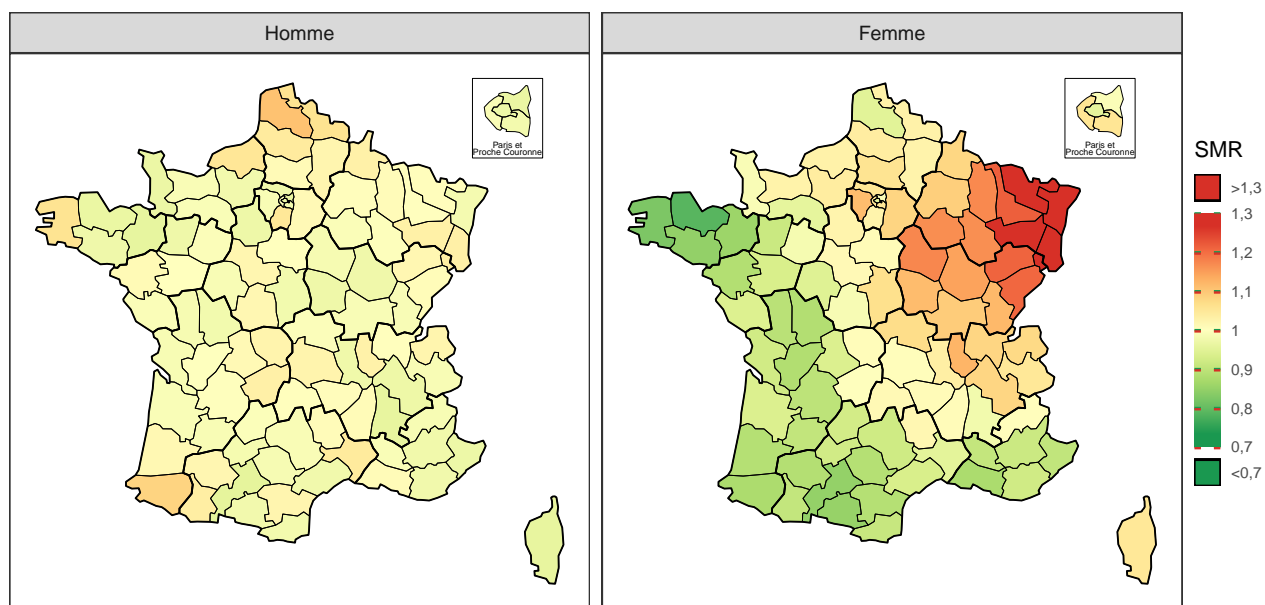 Homme
Femme
Paris et
Proche Couronne
Paris et
Proche Couronne
SMR
>1,3
1,3
1,2
1,1
1
0,9
0,8
0,7
<0,7